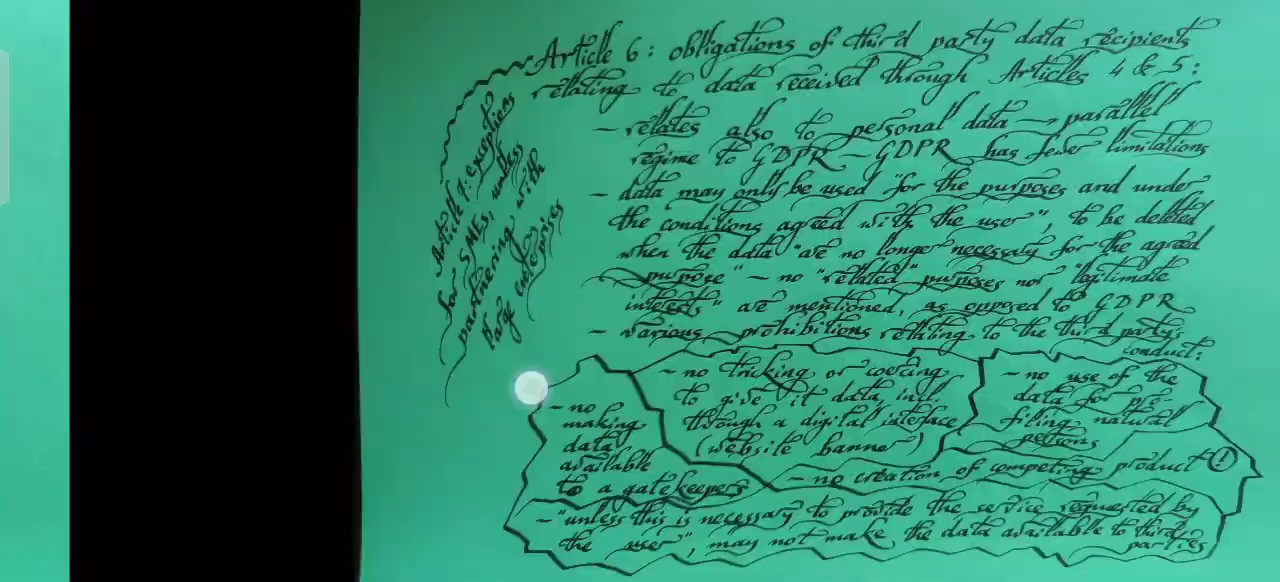 Article 6: obligations of third party data recipients
relating to data received through Articles 4 & 5:
- relates also to personal data → parallel
regime to GDPR - GDPR has fewer limitations
- data may only be used "for the purposes and under
the conditions agreed with the user", to be deleted
when the data "are no longer necessary for the agreed
purpose" - no "related" purposes nor "legitimate
interests" are mentioned, as opposed to GDPR
- various prohibitions relating to the third party's
conduct:
- no
making
data
available
to a gatekeepers
- no tricking or coercing
to give it data, incl.
through a digital interface
(website banner)
- no use of the
data for pro-
filing natural
persons
- no creation of competing product (!)
- "unless this is necessary to provide the service requested by
the user", may not make the data available to third
parties
Article 7: exceptions
for SMEs, unless
partnering with
large enterprises